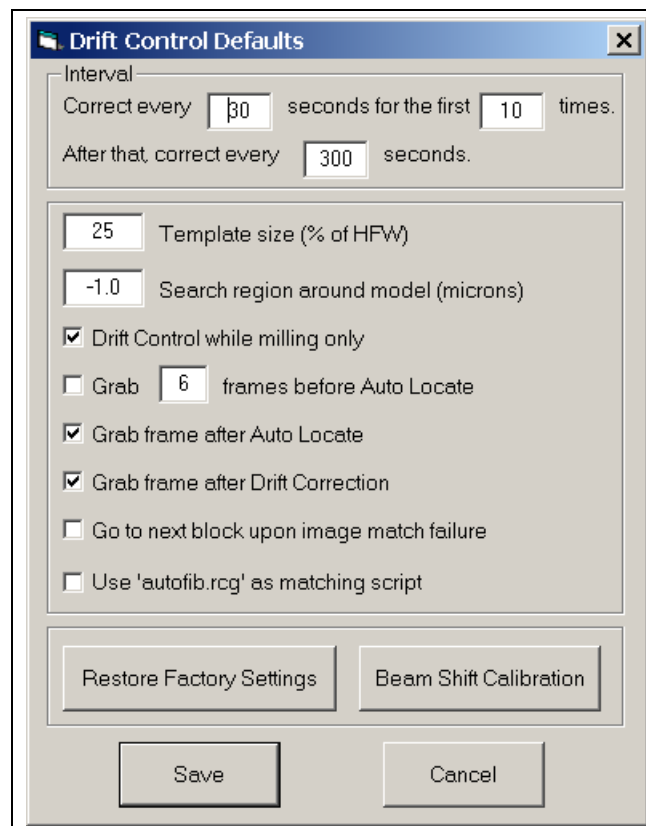 Drift Control Defaults
Interval
Correct every 30 seconds for the first 10 times.
After that, correct every 300 seconds.
25 Template size (% of HFW)
-1.0 Search region around model (microns)
Drift Control while milling only
Grab 6 frames before Auto Locate
Grab frame after Auto Locate
Grab frame after Drift Correction
Go to next block upon image match failure
Use 'autofib.rcg' as matching script
Restore Factory Settings Beam Shift Calibration
Save Cancel